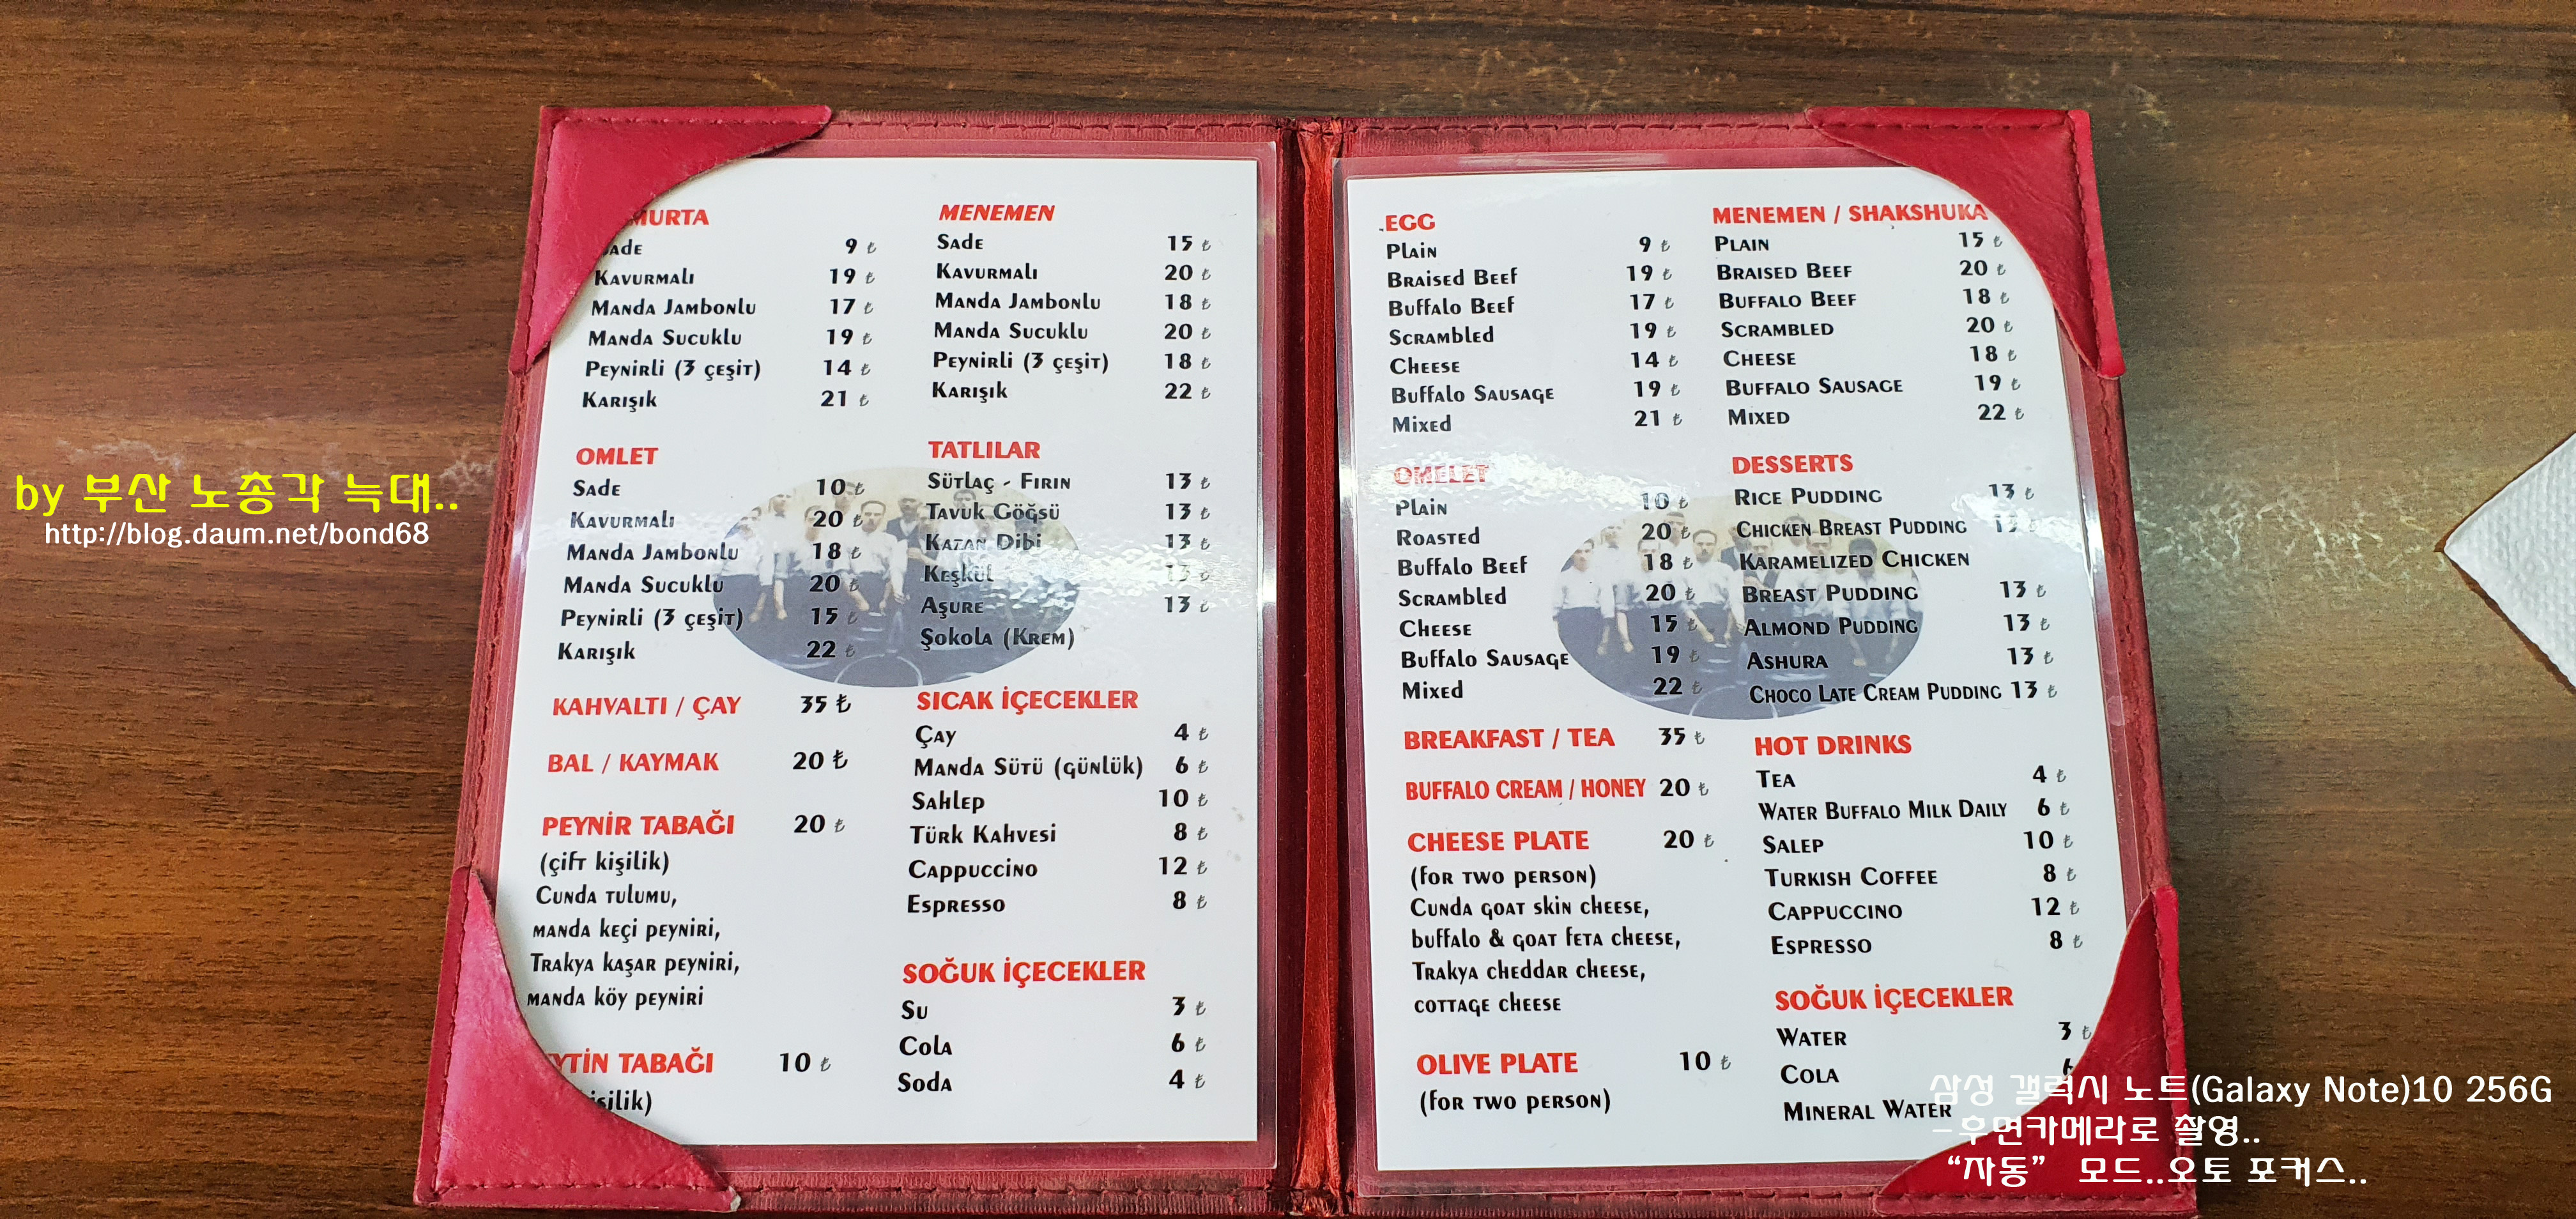 MURTA
Sade 9 ₺
Kavurmalı 19 ₺
Manda Jambonlu 17 ₺
Manda Sucuklu 19 ₺
Peynirli (3 çeşit) 14 ₺
Karışık 21 ₺
OMLET
Sade 10 ₺
Kavurmalı 20 ₺
Manda Jambonlu 18 ₺
Manda Sucuklu 20 ₺
Peynirli (3 çeşit) 15 ₺
Karışık 22 ₺
KAHVALTI / ÇAY 35 ₺
BAL / KAYMAK 20 ₺
PEYNİR TABAĞI 20 ₺
(çift kişilik)
Cunda tulumu,
manda keçi peyniri,
Trakya kaşar peyniri,
manda köy peyniri
YTİN TABAĞI 10 ₺
işilik)
MENEMEN
Sade 15 ₺
Kavurmalı 20 ₺
Manda Jambonlu 18 ₺
Manda Sucuklu 20 ₺
Peynirli (3 çeşit) 18 ₺
Karışık 22 ₺
TATLILAR
Sütlaç - Fırın 13 ₺
Tavuk Göğsü 13 ₺
Kazan Dibi 13 ₺
Keşkül 13 ₺
Aşure 13 ₺
Şokola (Krem)
SICAK İÇECEKLER
Çay 4 ₺
Manda Sütü (günlük) 6 ₺
Sahlep 10 ₺
Türk Kahvesi 8 ₺
Cappuccino 12 ₺
Espresso 8 ₺
SOĞUK İÇECEKLER
Su 3 ₺
Cola 6 ₺
Soda 4 ₺
EGG
Plain 9 ₺
Braised Beef 19 ₺
Buffalo Beef 17 ₺
Scrambled 19 ₺
Cheese 14 ₺
Buffalo Sausage 19 ₺
Mixed 21 ₺
OMELET
Plain 10 ₺
Roasted 20 ₺
Buffalo Beef 18 ₺
Scrambled 20 ₺
Cheese 15 ₺
Buffalo Sausage 19 ₺
Mixed 22 ₺
BREAKFAST / TEA 35 ₺
BUFFALO CREAM / HONEY 20 ₺
CHEESE PLATE 20 ₺
(for two person)
Cunda goat skin cheese,
buffalo & goat feta cheese,
Trakya cheddar cheese,
cottage cheese
OLIVE PLATE 10 ₺
(for two person)
MENEMEN / SHAKSHUKA
Plain 15 ₺
Braised Beef 20 ₺
Buffalo Beef 18 ₺
Scrambled 20 ₺
Cheese 18 ₺
Buffalo Sausage 19 ₺
Mixed 22 ₺
DESSERTS
Rice Pudding 13 ₺
Chicken Breast Pudding 13 ₺
Karamelized Chicken
Breast Pudding 13 ₺
Almond Pudding 13 ₺
Ashura 13 ₺
Choco Late Cream Pudding 13 ₺
HOT DRINKS
Tea 4 ₺
Water Buffalo Milk Daily 6 ₺
Salep 10 ₺
Turkish Coffee 8 ₺
Cappuccino 12 ₺
Espresso 8 ₺
SOĞUK İÇECEKLER
Water 3 ₺
Cola
Mineral Water
by 부산 노총각 늑대..
http://blog.daum.net/bond68
삼성 갤럭시 노트(Galaxy Note)10 256G
-후면카메라로 촬영..
“자동” 모드..오토 포커스..